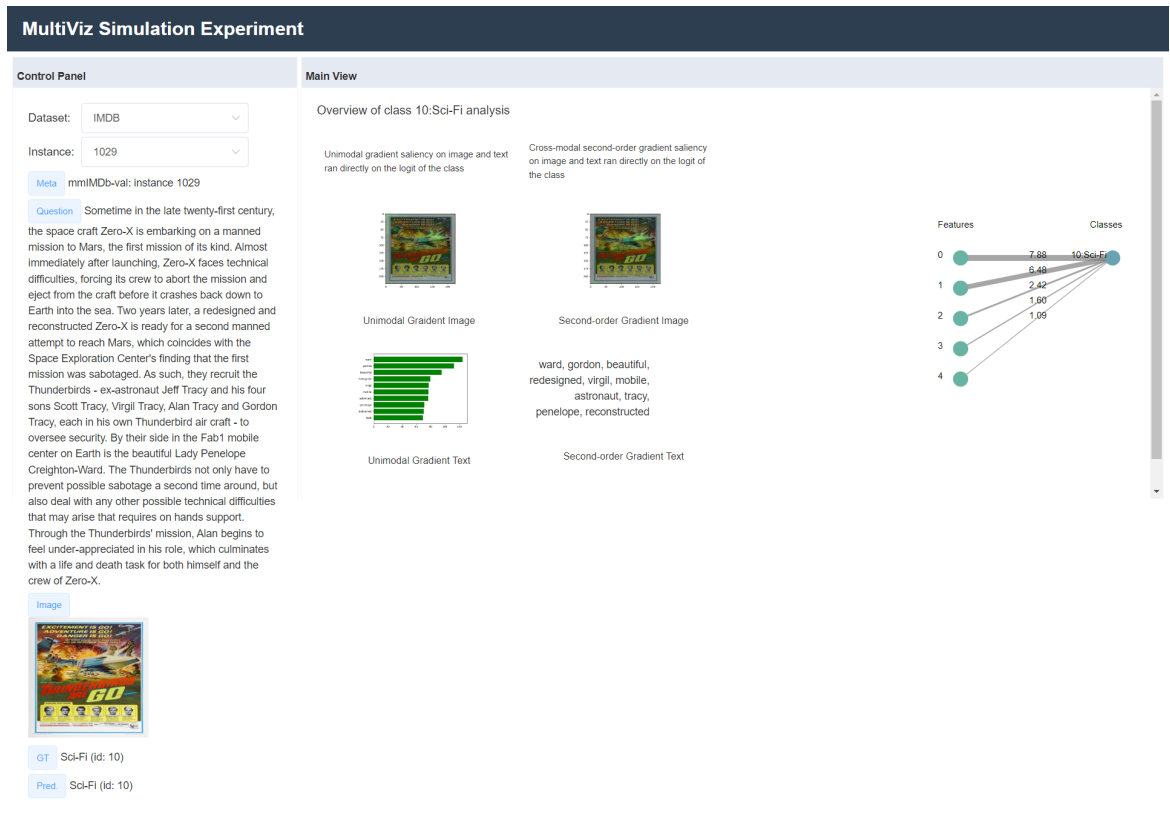 MultiViz Simulation Experiment
Control Panel
Dataset:
IMDB
Instance:
1029
Meta mmIMDb-val: instance 1029
Question Sometime in the late twenty-first century,
the space craft Zero-X is embarking on a manned
mission to Mars, the first mission of its kind. Almost
immediately after launching, Zero-X faces technical
difficulties, forcing its crew to abort the mission and
eject from the craft before it crashes back down to
Earth into the sea. Two years later, a redesigned and
reconstructed Zero-X is ready for a second manned
attempt to reach Mars, which coincides with the
Space Exploration Center's finding that the first
mission was sabotaged. As such, they recruit the
Thunderbirds - ex-astronaut Jeff Tracy and his four
sons Scott Tracy, Virgil Tracy, Alan Tracy and Gordon
Tracy, each in his own Thunderbird air craft - to
oversee security. By their side in the Fab1 mobile
center on Earth is the beautiful Lady Penelope
Creighton-Ward. The Thunderbirds not only have to
prevent possible sabotage a second time around, but
also deal with any other possible technical difficulties
that may arise that requires on hands support.
Through the Thunderbirds' mission, Alan begins to
feel under-appreciated in his role, which culminates
with a life and death task for both himself and the
crew of Zero-X.
Image
EXCITEMENT IS GO!
ADVENTURE IS GO!
DANGER IS GO!
THUNDERBIRDS
ARE GO
GT Sci-Fi (id: 10)
Pred. Sci-Fi (id: 10)
Main View
Overview of class 10:Sci-Fi analysis
Unimodal gradient saliency on image and text
ran directly on the logit of the class
Cross-modal second-order gradient saliency
on image and text ran directly on the logit of
the class
GO
GO
Unimodal Graident Image
Second-order Gradient Image
ward, gordon, beautiful,
redesigned, virgil, mobile,
astronaut, tracy,
penelope, reconstructed
Unimodal Gradient Text
Second-order Gradient Text
Features
Classes
0
7.88
10:Sci-Fi
6.48
1
2.42
1.60
2
1.09
3
4